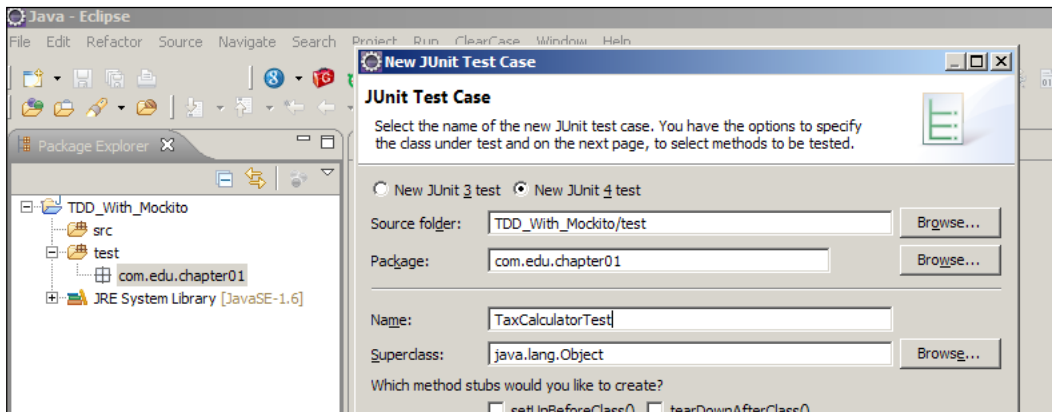 Java - Eclipse
File Edit Refactor Source Navigate Search Project Run ClearCase Window Help
New JUnit Test Case
JUnit Test Case
Select the name of the new JUnit test case. You have the options to specify
the class under test and on the next page, to select methods to be tested.
Package Explorer
New JUnit 3 test New JUnit 4 test
TDD_With_Mockito
src
test
com.edu.chapter01
JRE System Library [JavaSE-1.6]
Source folder: TDD_With_Mockito/test Browse...
Package: com.edu.chapter01 Browse...
Name: TaxCalculatorTest
Superclass: java.lang.Object Browse...
Which method stubs would you like to create?
setUpBeforeClass() tearDownAfterClass()